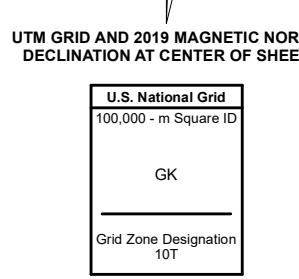 UTM GRID AND 2019 MAGNETIC NOR
DECLINATION AT CENTER OF SHEE
U.S. National Grid
100,000 - m Square ID
GK
Grid Zone Designation
10T